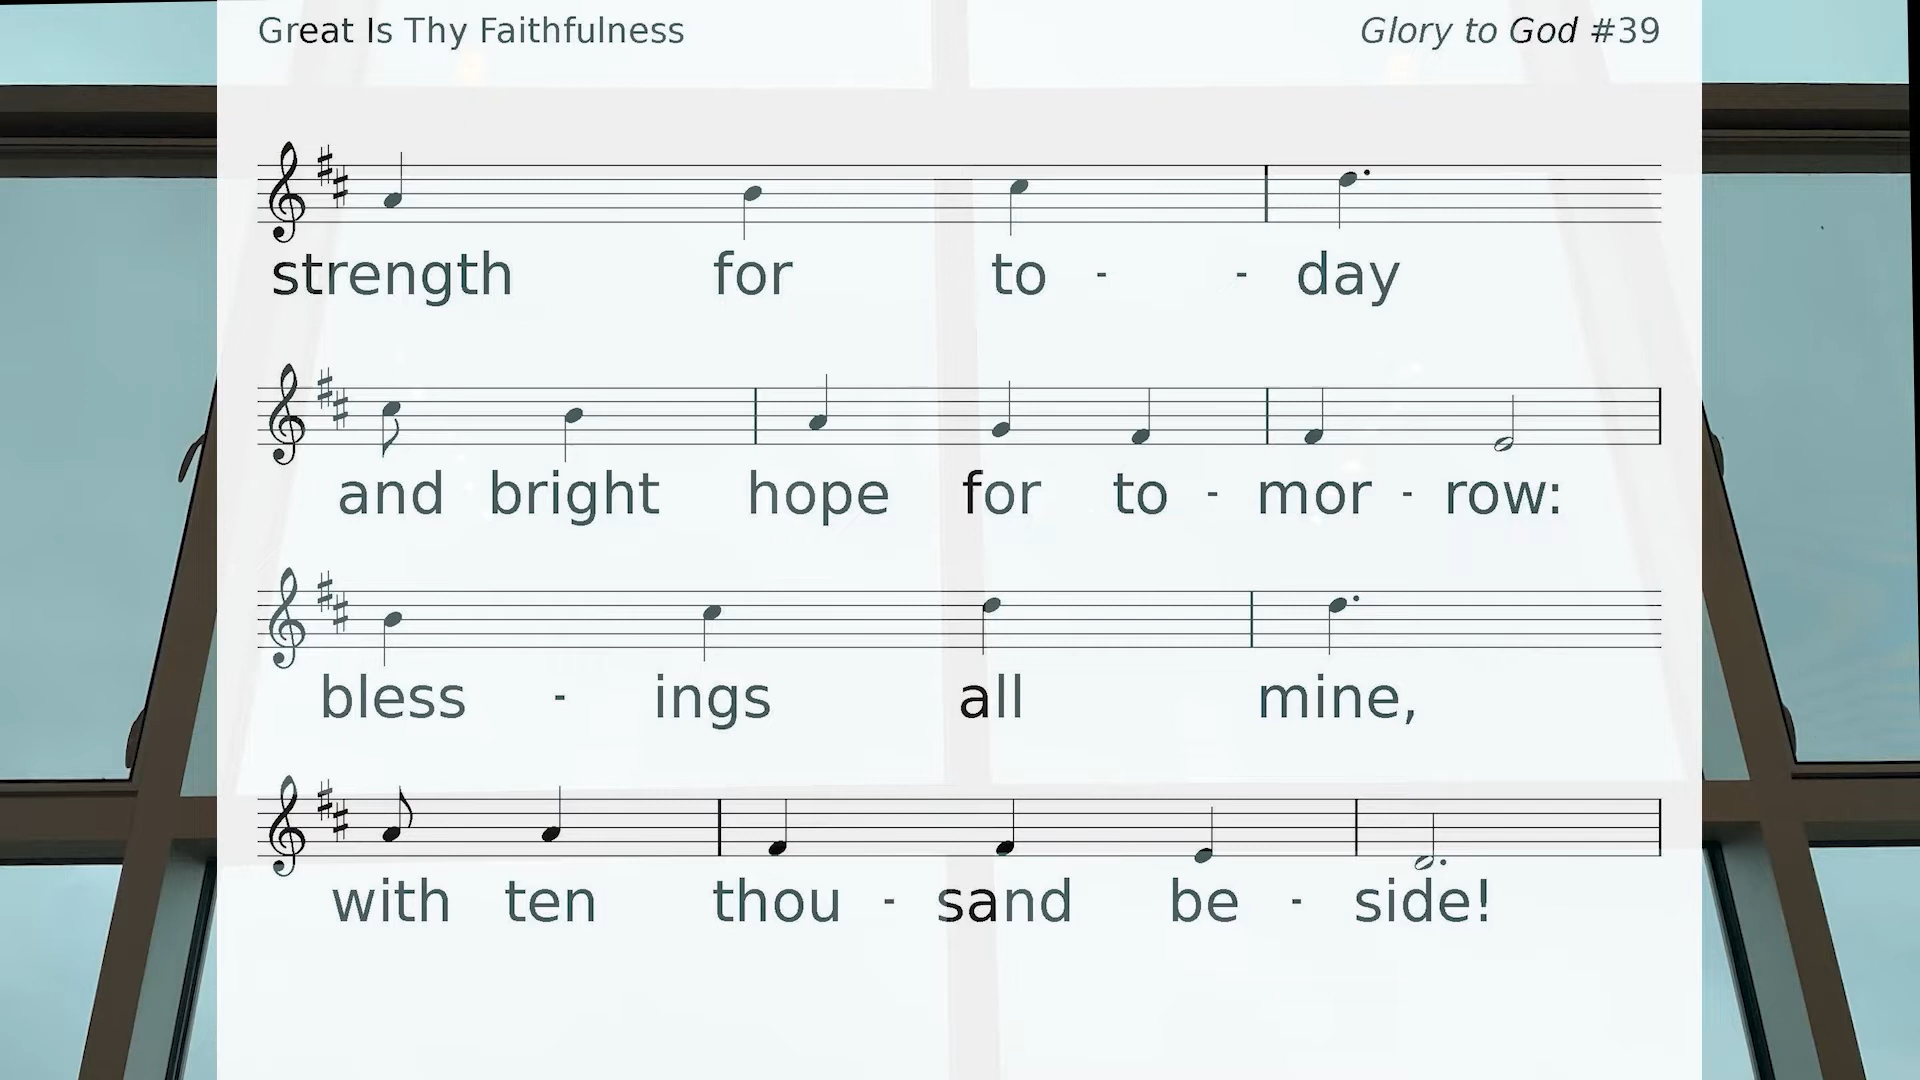 Great Is Thy Faithfulness
Glory to God #39
strength for to - - day
and bright hope for to - mor - row:
bless - ings all mine,
with ten thou - sand be - side!